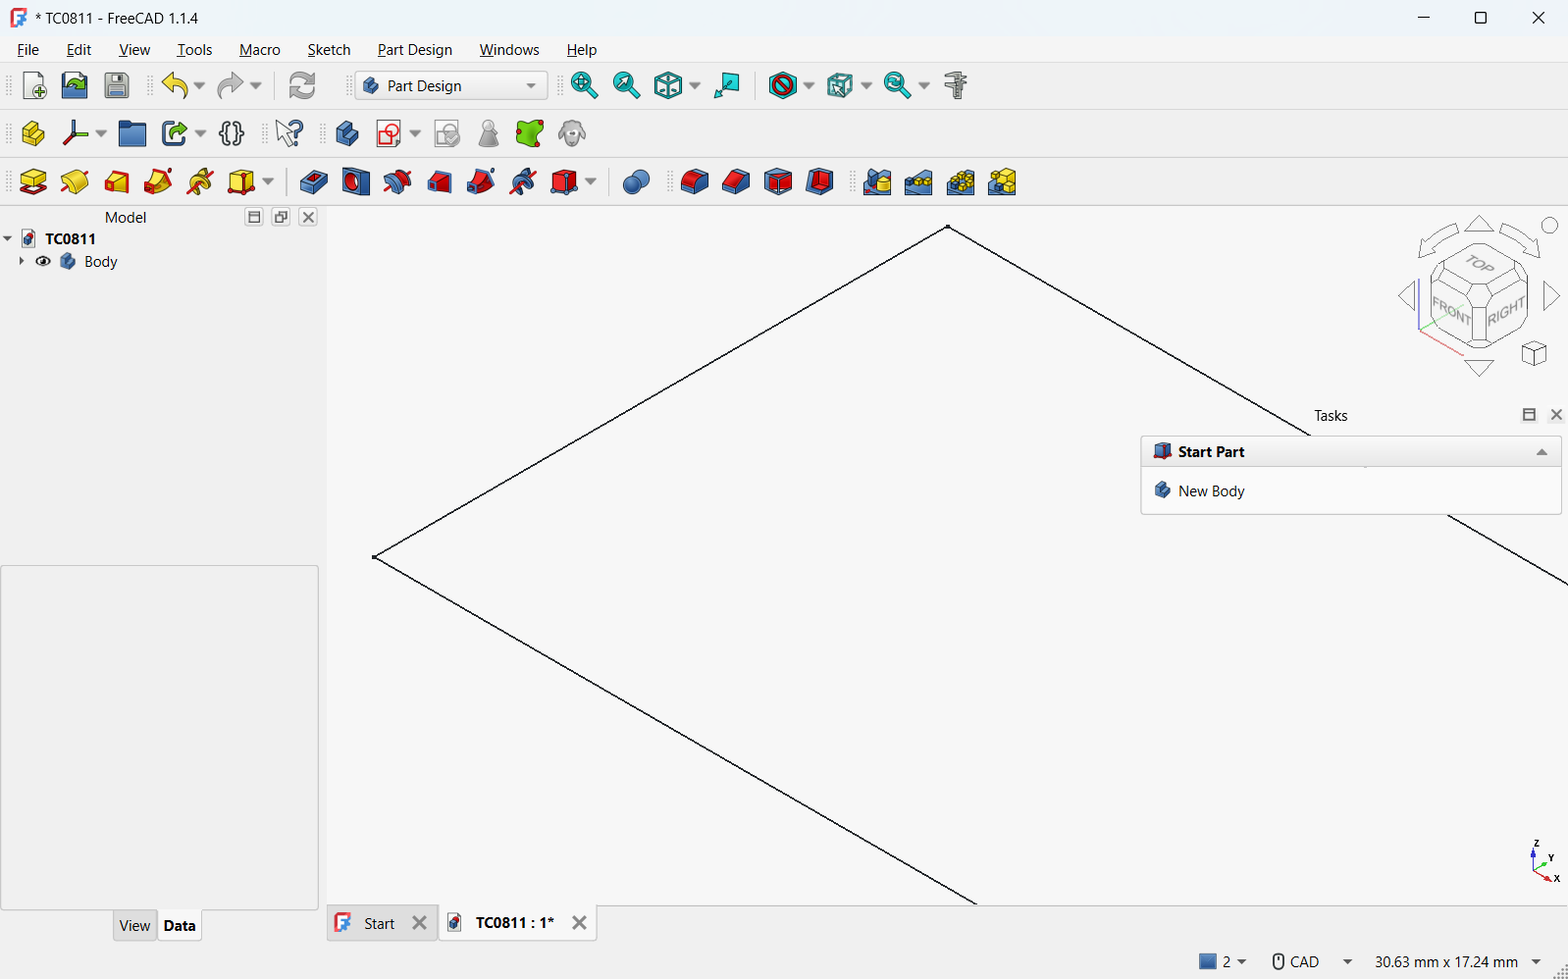 * TC0811 - FreeCAD 1.1.4
File Edit View Tools Macro Sketch Part Design Windows Help
Part Design
Model
TC0811
Body
TOP
FRONT RIGHT
Tasks
Start Part
New Body
Z
Y
X
View Data
Start TC0811 : 1*
2 CAD 30.63 mm x 17.24 mm